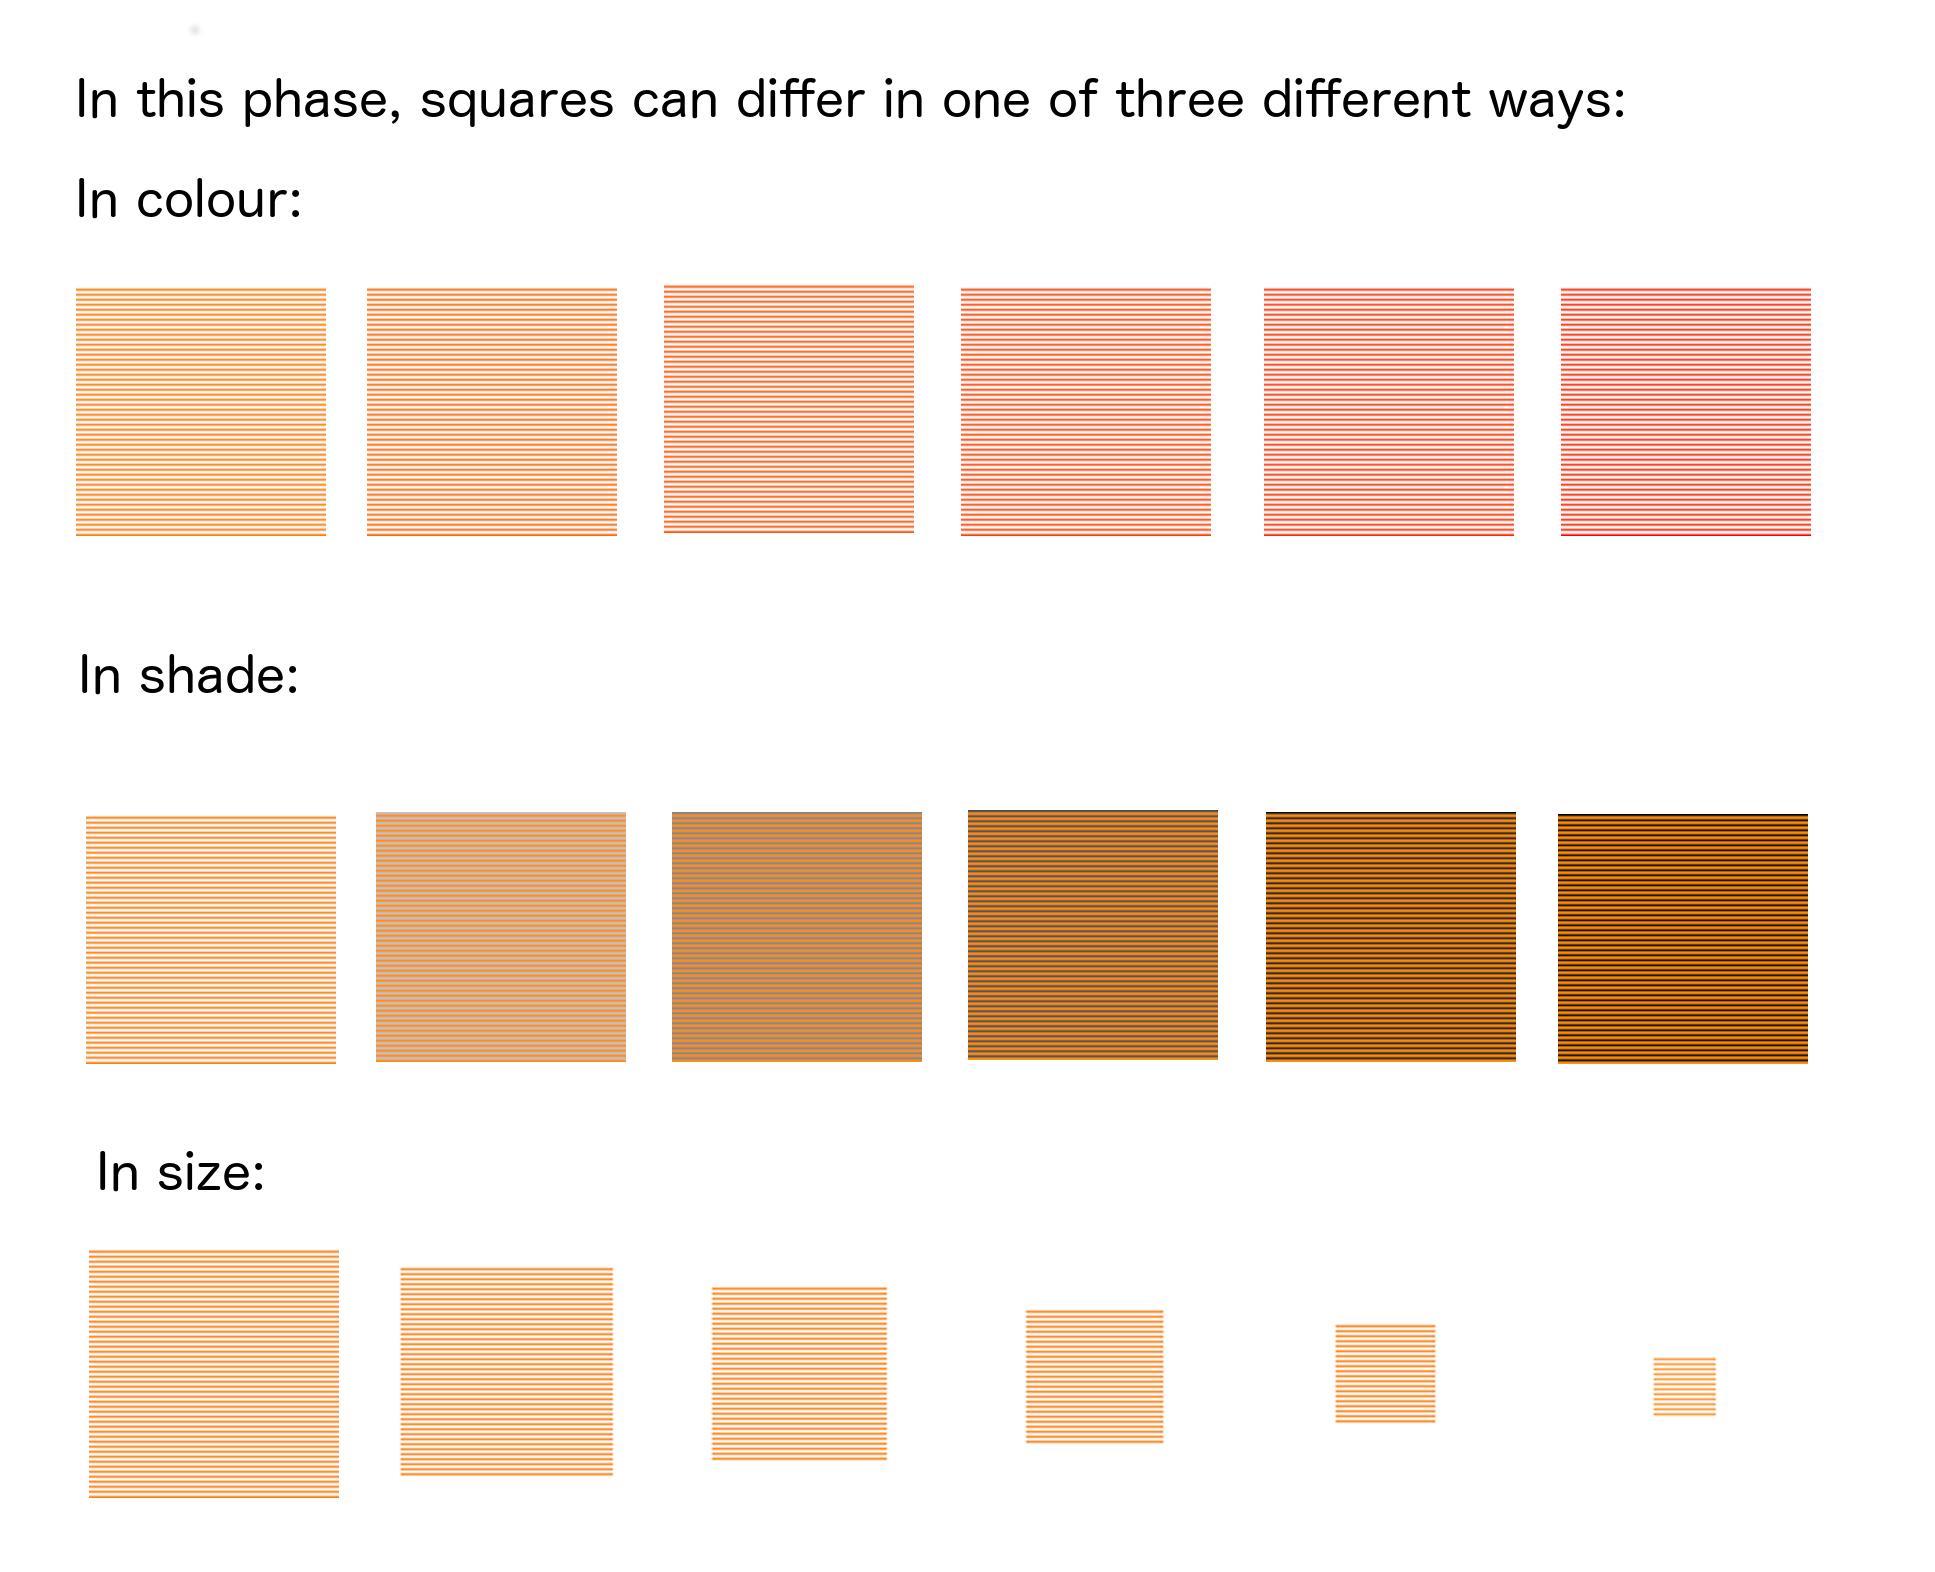 In this phase, squares can differ in one of three different ways:
In colour:
In shade:
In size: